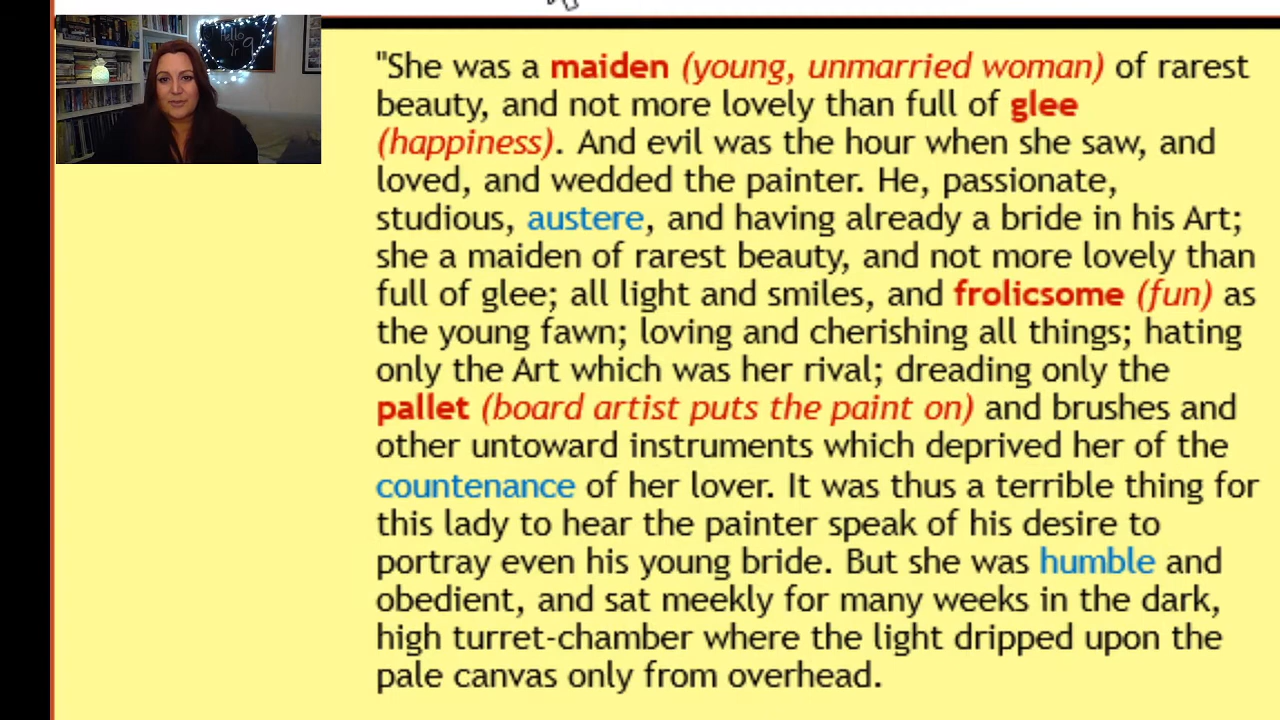 Hello
Yr 9
"She was a maiden (young, unmarried woman) of rarest
beauty, and not more lovely than full of glee
(happiness). And evil was the hour when she saw, and
loved, and wedded the painter. He, passionate,
studious, austere, and having already a bride in his Art;
she a maiden of rarest beauty, and not more lovely than
full of glee; all light and smiles, and frolicsome (fun) as
the young fawn; loving and cherishing all things; hating
only the Art which was her rival; dreading only the
pallet (board artist puts the paint on) and brushes and
other untoward instruments which deprived her of the
countenance of her lover. It was thus a terrible thing for
this lady to hear the painter speak of his desire to
portray even his young bride. But she was humble and
obedient, and sat meekly for many weeks in the dark,
high turret-chamber where the light dripped upon the
pale canvas only from overhead.